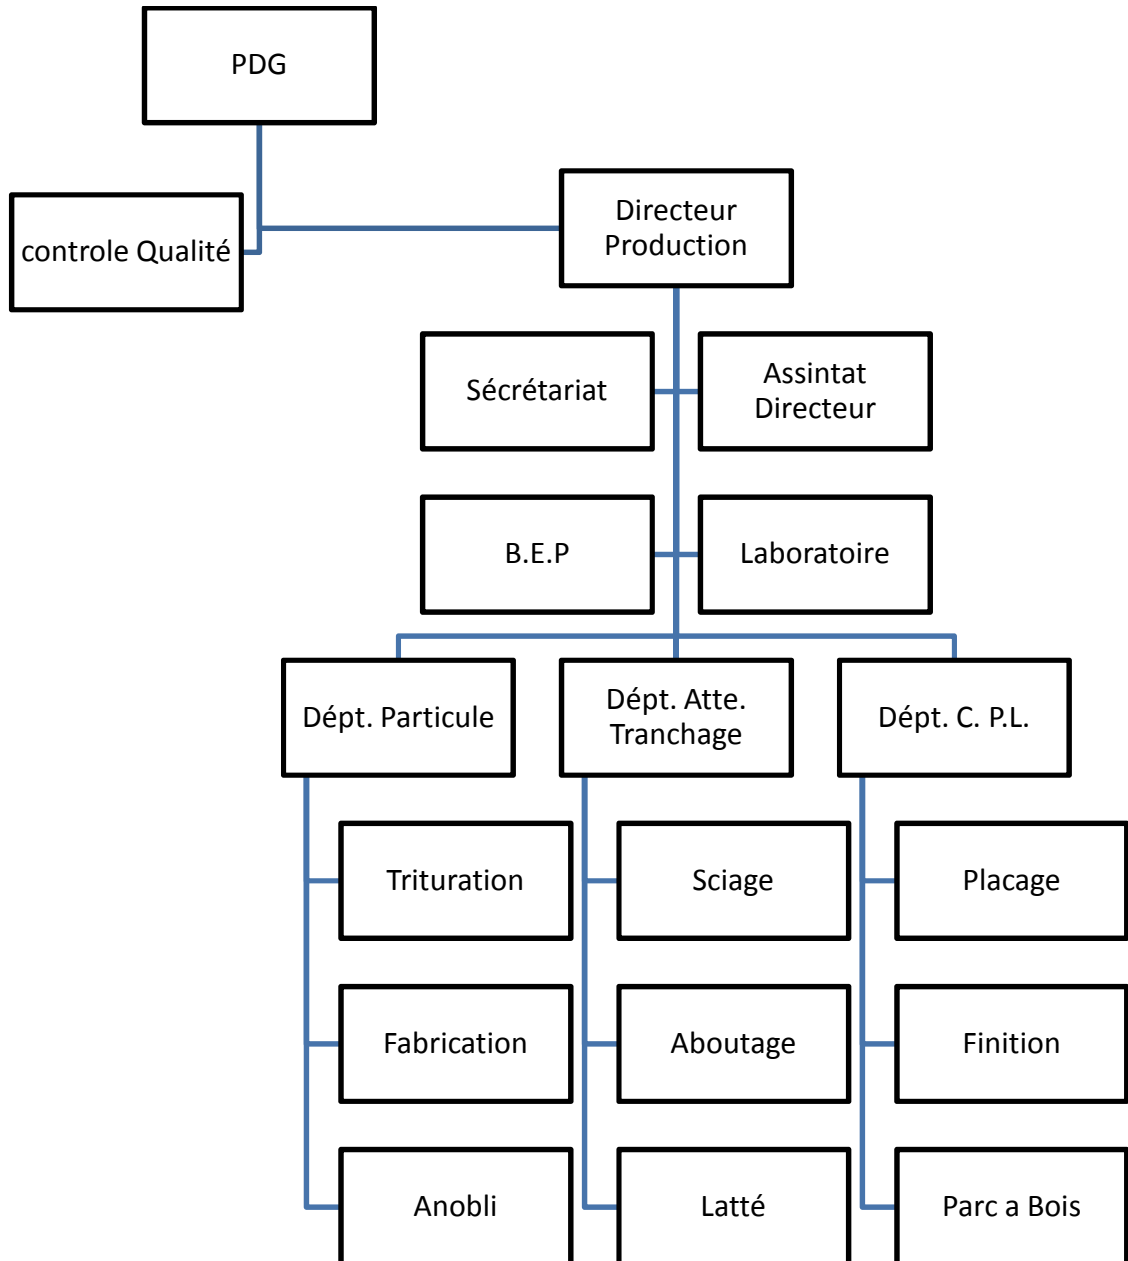 PDG
controle Qualité
Directeur
Production
Sécrétariat
Assintat
Directeur
B.E.P
Laboratoire
Dépt. Particule
Dépt. Atte.
Tranchage
Dépt. C. P.L.
Trituration
Sciage
Placage
Fabrication
Aboutage
Finition
Anobli
Latté
Parc a Bois